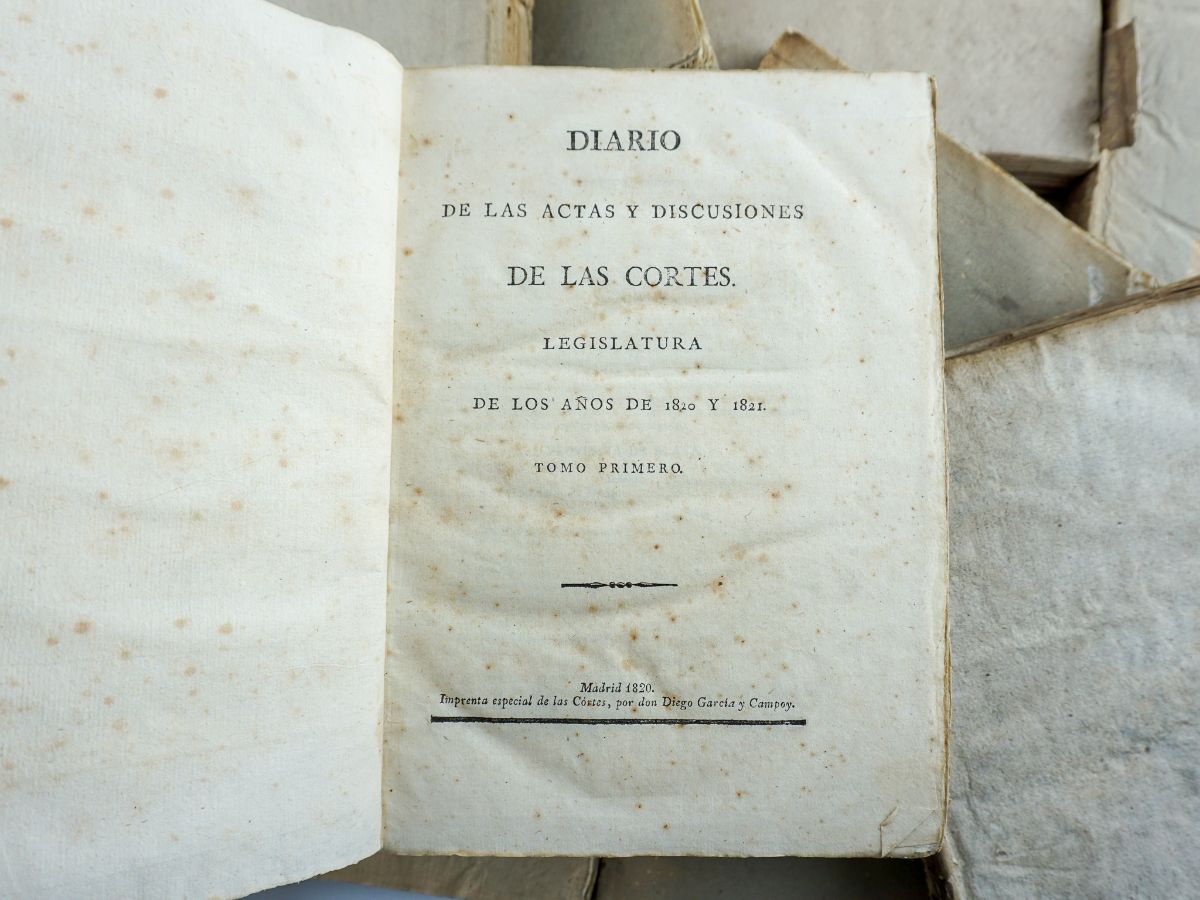 DIARIO
DE LAS ACTAS Y DISCUSIONES
DE LAS CORTES.
LEGISLATURA
DE LOS AÑOS DE 1820 Y 1821.
TOMO PRIMERO.
Madrid 1820.
Imprenta especial de las Córtes, por don Diego García y Campoy.